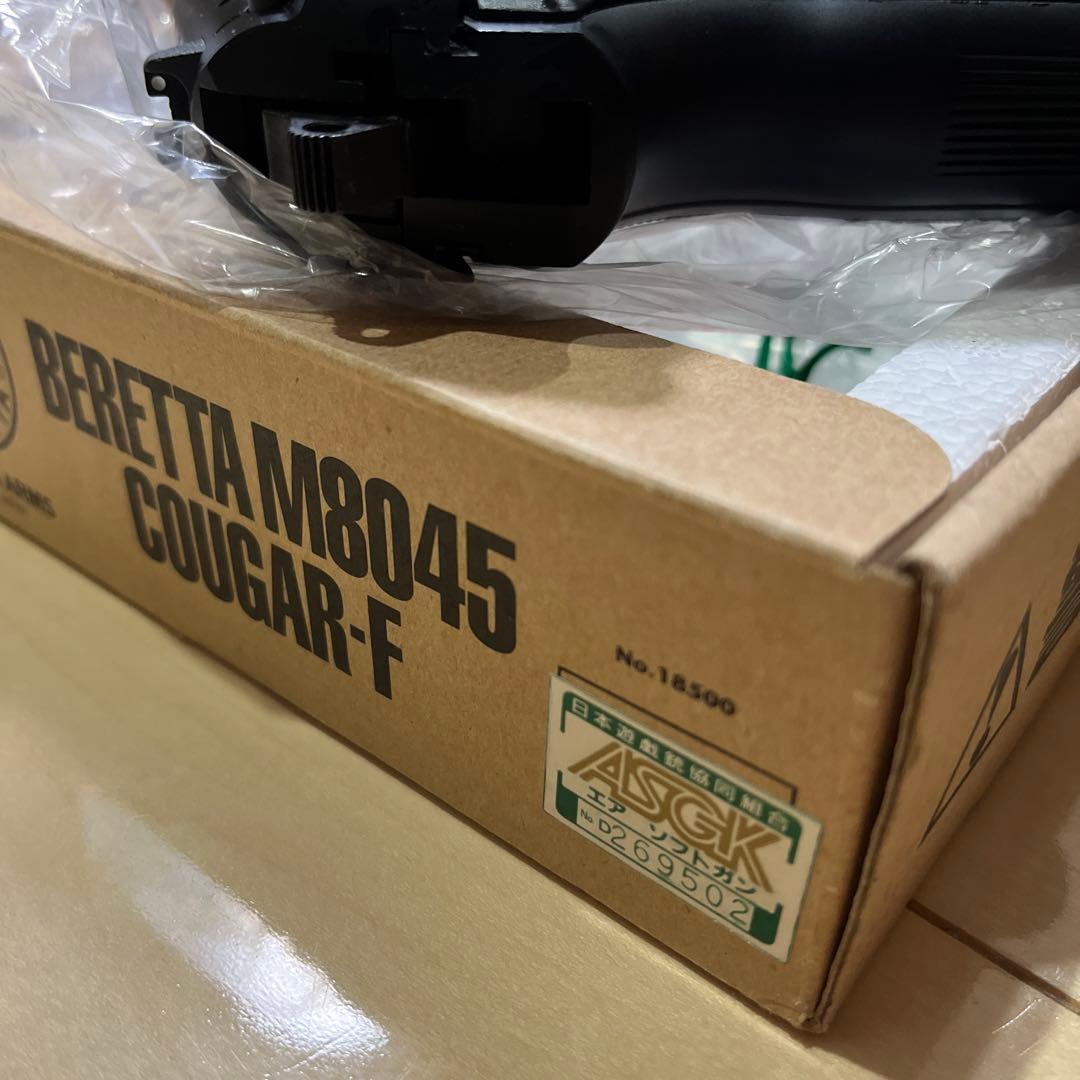 BERETTA M8045
COUGAR-F
ARMS
No.18500
日本遊戯銃協同組合
ASGK
エアソフトガン
No. D269502